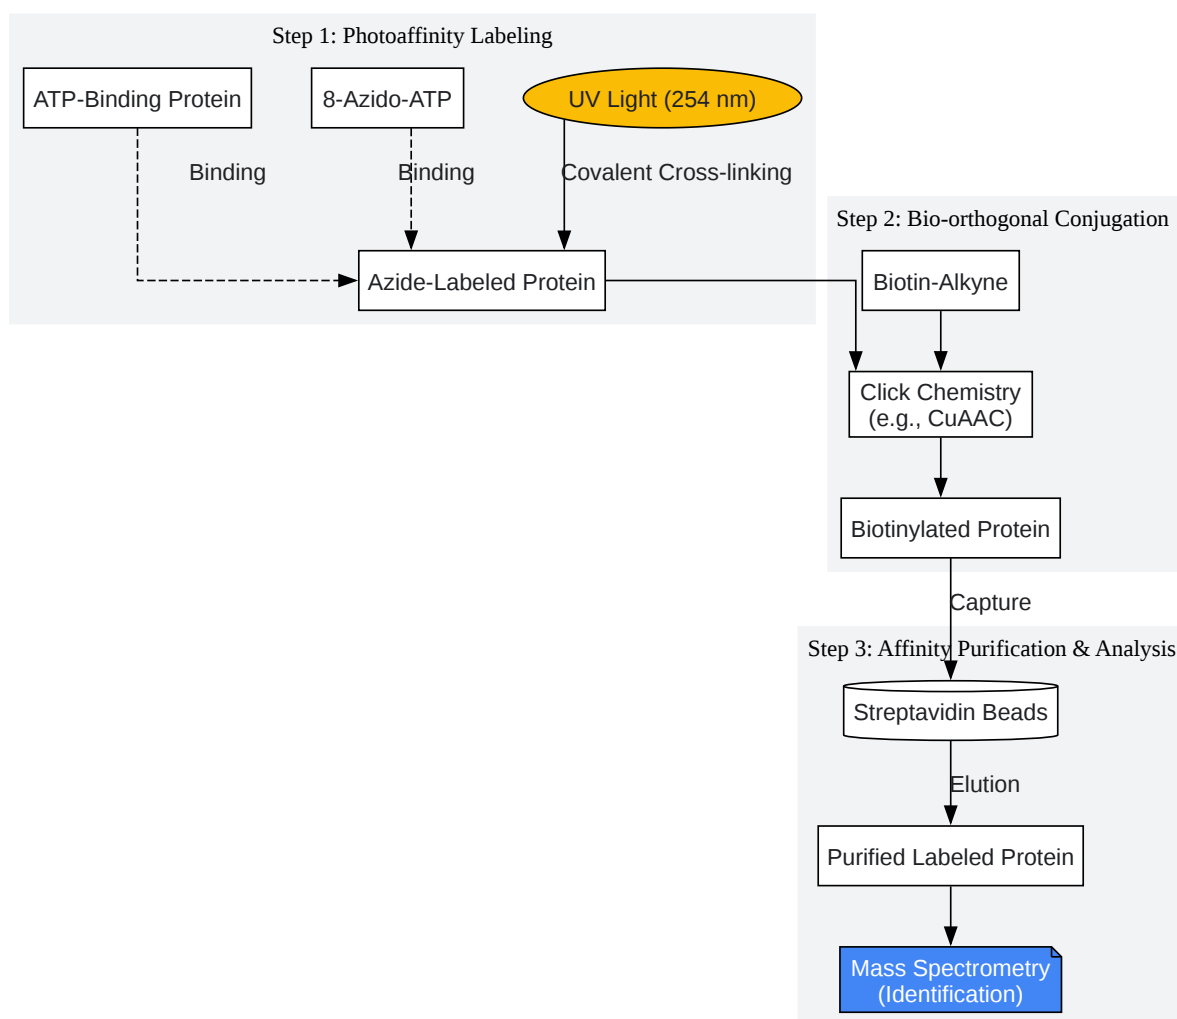 Step 1: Photoaffinity Labeling
ATP-Binding Protein
8-Azido-ATP
UV Light (254 nm)
Binding
Binding
Covalent Cross-linking
Azide-Labeled Protein
Step 2: Bio-orthogonal Conjugation
Biotin-Alkyne
Click Chemistry
(e.g., CuAAC)
Biotinylated Protein
Capture
Step 3: Affinity Purification & Analysis
Streptavidin Beads
Elution
Purified Labeled Protein
Mass Spectrometry
(Identification)